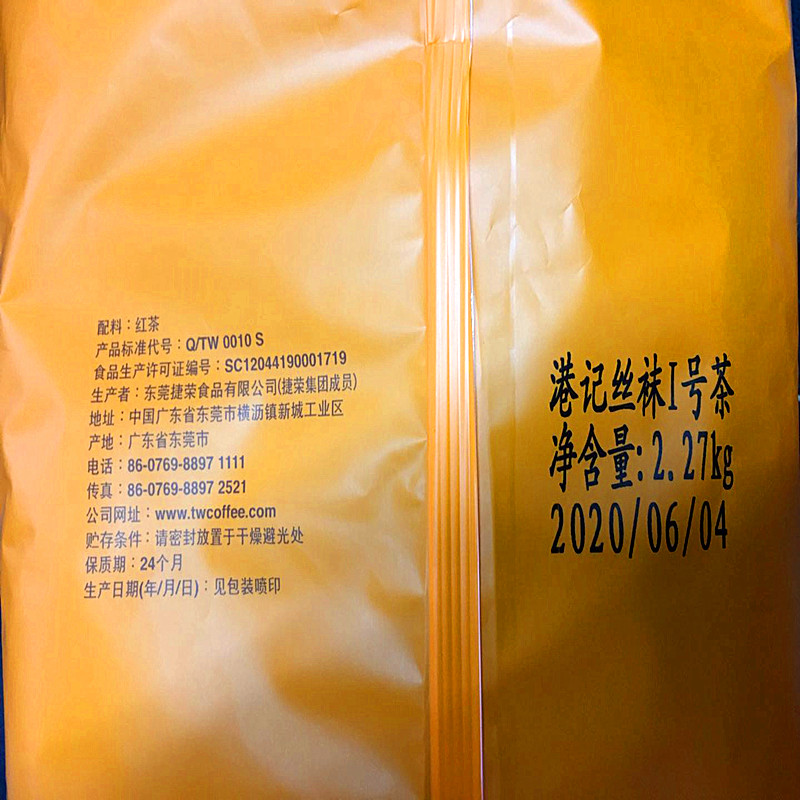 配料：红茶
产品标准代号：Q/TW 0010 S
食品生产许可证编号：SC12044190001719
生产者：东莞捷荣食品有限公司(捷荣集团成员)
地址：中国广东省东莞市横沥镇新城工业区
产地：广东省东莞市
电话：86-0769-8897 1111
传真：86-0769-8897 2521
公司网址：www.twcoffee.com
贮存条件：请密封放置于干燥避光处
保质期：24个月
生产日期(年/月/日)：见包装喷印
港记丝袜I号茶
净含量:2.27kg
2020/06/04